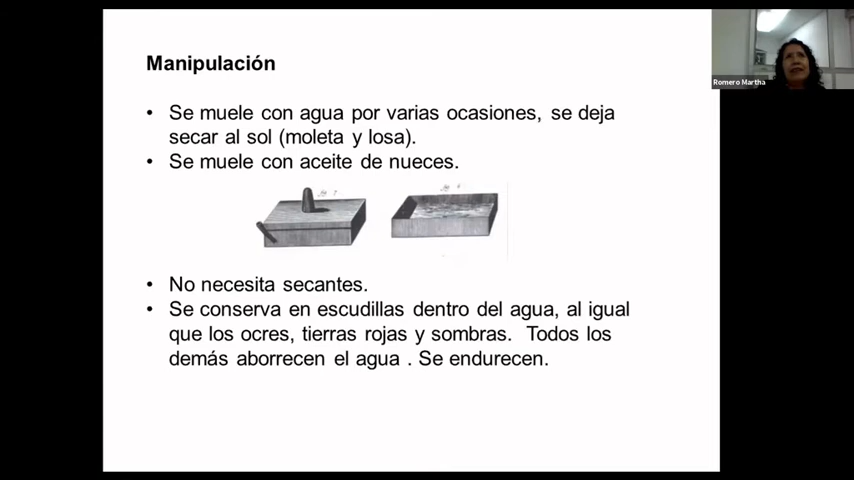 Manipulación
Romero Martha
• Se muele con agua por varias ocasiones, se deja
secar al sol (moleta y losa).
• Se muele con aceite de nueces.
• No necesita secantes.
• Se conserva en escudillas dentro del agua, al igual
que los ocres, tierras rojas y sombras. Todos los
demás aborrecen el agua . Se endurecen.